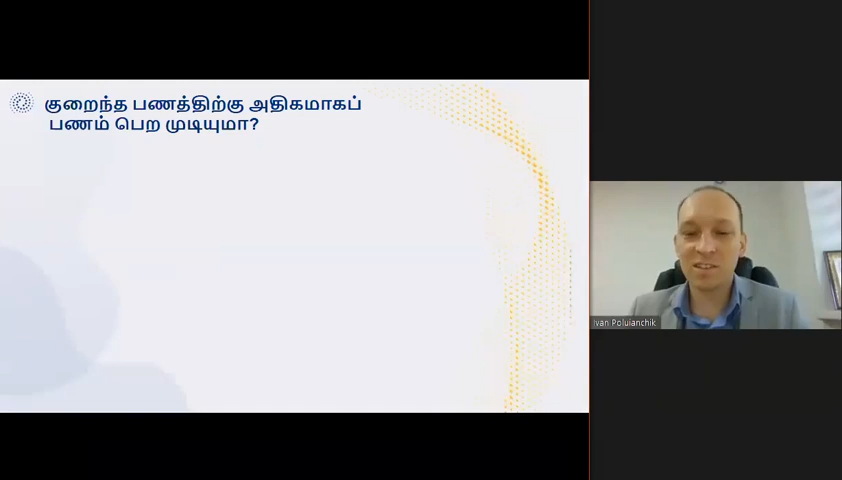 குறைந்த பணத்திற்கு அதிகமாகப்
பணம் பெற முடியுமா?
Ivan Poluianchik